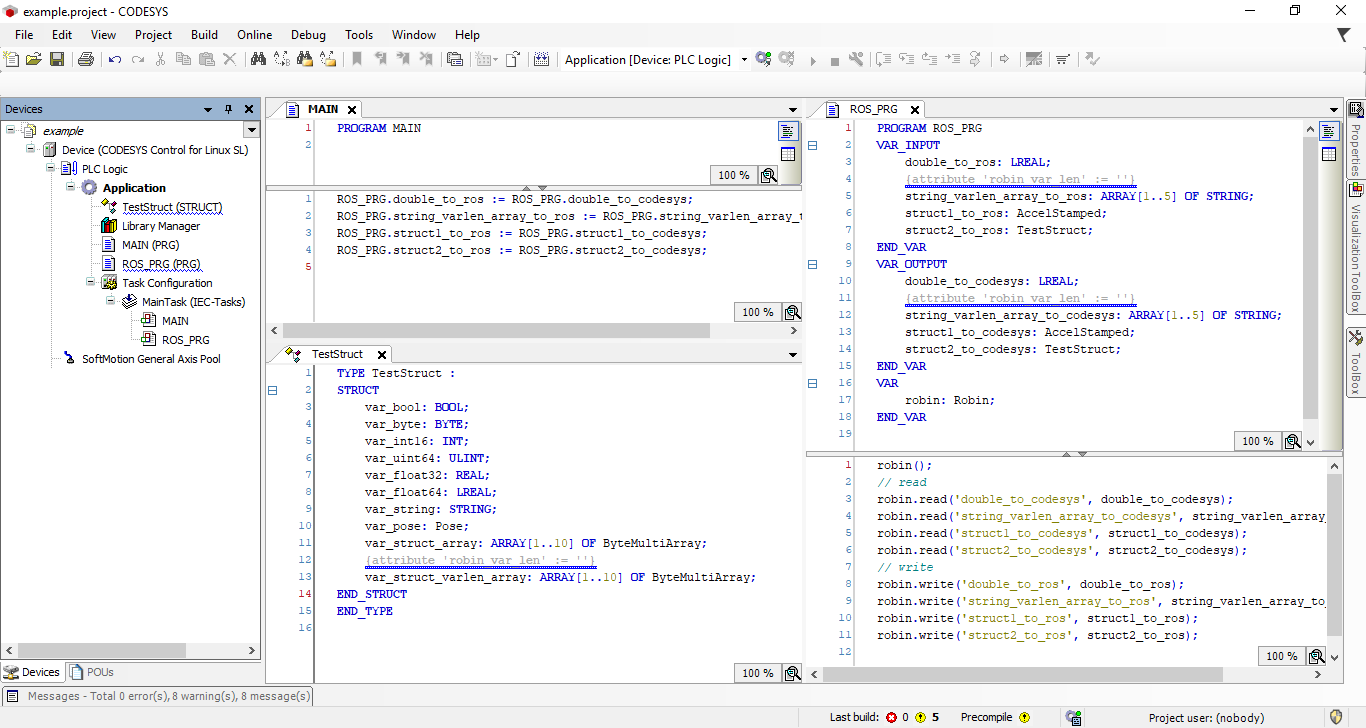 example.project - CODESYS
File Edit View Project Build Online Debug Tools Window Help
Application [Device: PLC Logic]
Devices
example
Device (CODESYS Control for Linux SL)
PLC Logic
Application
TestStruct (STRUCT)
Library Manager
MAIN (PRG)
ROS_PRG (PRG)
Task Configuration
MainTask (IEC-Tasks)
MAIN
ROS_PRG
SoftMotion General Axis Pool
Devices POUs
MAIN
1 PROGRAM MAIN
2
100 %
1 ROS_PRG.double_to_ros := ROS_PRG.double_to_codesys;
2 ROS_PRG.string_varlen_array_to_ros := ROS_PRG.string_varlen_array_t
3 ROS_PRG.struct1_to_ros := ROS_PRG.struct1_to_codesys;
4 ROS_PRG.struct2_to_ros := ROS_PRG.struct2_to_codesys;
5
100 %
TestStruct
1 TYPE TestStruct :
2 STRUCT
3 var_bool: BOOL;
4 var_byte: BYTE;
5 var_int16: INT;
6 var_uint64: ULINT;
7 var_float32: REAL;
8 var_float64: LREAL;
9 var_string: STRING;
10 var_pose: Pose;
11 var_struct_array: ARRAY[1..10] OF ByteMultiArray;
12 {attribute 'robin_var_len' := ''}
13 var_struct_varlen_array: ARRAY[1..10] OF ByteMultiArray;
14 END_STRUCT
15 END_TYPE
16
100 %
ROS_PRG
1 PROGRAM ROS_PRG
2 VAR_INPUT
3 double_to_ros: LREAL;
4 {attribute 'robin_var_len' := ''}
5 string_varlen_array_to_ros: ARRAY[1..5] OF STRING;
6 struct1_to_ros: AccelStamped;
7 struct2_to_ros: TestStruct;
8 END_VAR
9 VAR_OUTPUT
10 double_to_codesys: LREAL;
11 {attribute 'robin_var_len' := ''}
12 string_varlen_array_to_codesys: ARRAY[1..5] OF STRING;
13 struct1_to_codesys: AccelStamped;
14 struct2_to_codesys: TestStruct;
15 END_VAR
16 VAR
17 robin: Robin;
18 END_VAR
19
100 %
1 robin();
2 // read
3 robin.read('double_to_codesys', double_to_codesys);
4 robin.read('string_varlen_array_to_codesys', string_varlen_array_
5 robin.read('struct1_to_codesys', struct1_to_codesys);
6 robin.read('struct2_to_codesys', struct2_to_codesys);
7 // write
8 robin.write('double_to_ros', double_to_ros);
9 robin.write('string_varlen_array_to_ros', string_varlen_array_to_
10 robin.write('struct1_to_ros', struct1_to_ros);
11 robin.write('struct2_to_ros', struct2_to_ros);
12
100 %
Properties
Visualization ToolBox
ToolBox
Messages - Total 0 error(s), 8 warning(s), 8 message(s)
Last build: 0 5 Precompile Project user: (nobody)